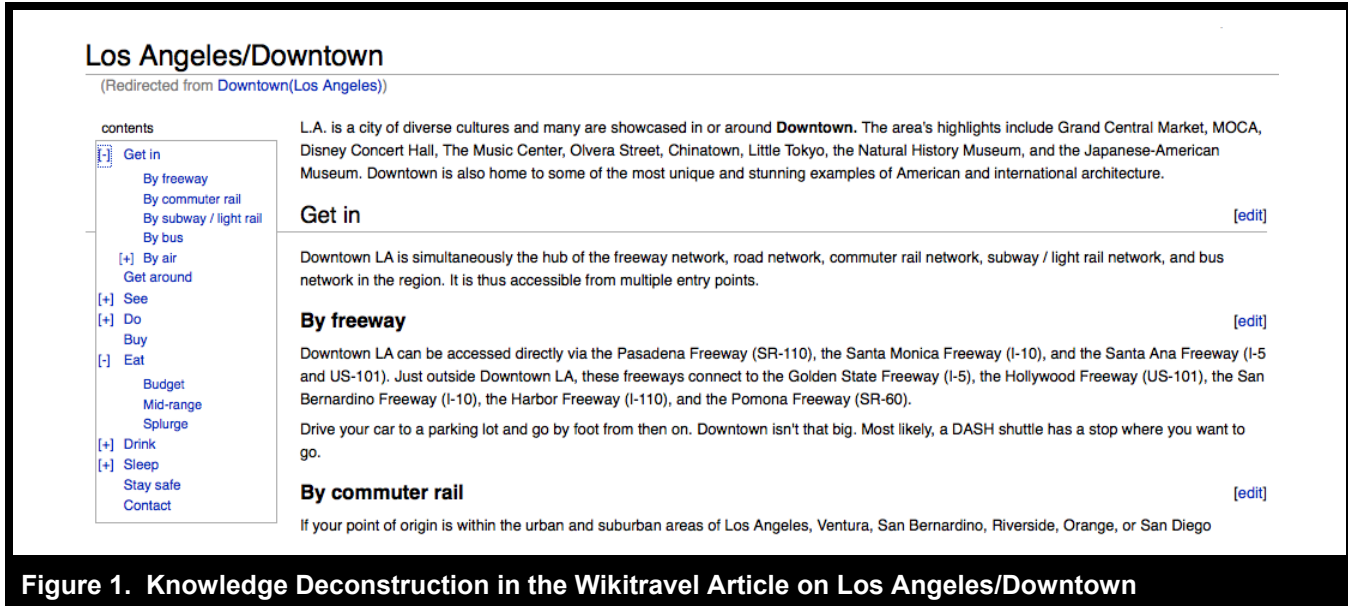 Los Angeles/Downtown
(Redirected from Downtown(Los Angeles))
contents
[-] Get in
By freeway
By commuter rail
By subway / light rail
By bus
[+] By air
Get around
[+] See
[+] Do
Buy
[-] Eat
Budget
Mid-range
Splurge
[+] Drink
[+] Sleep
Stay safe
Contact
L.A. is a city of diverse cultures and many are showcased in or around Downtown. The area's highlights include Grand Central Market, MOCA,
Disney Concert Hall, The Music Center, Olvera Street, Chinatown, Little Tokyo, the Natural History Museum, and the Japanese-American
Museum. Downtown is also home to some of the most unique and stunning examples of American and international architecture.
Get in [edit]
Downtown LA is simultaneously the hub of the freeway network, road network, commuter rail network, subway / light rail network, and bus
network in the region. It is thus accessible from multiple entry points.
By freeway [edit]
Downtown LA can be accessed directly via the Pasadena Freeway (SR-110), the Santa Monica Freeway (I-10), and the Santa Ana Freeway (I-5
and US-101). Just outside Downtown LA, these freeways connect to the Golden State Freeway (I-5), the Hollywood Freeway (US-101), the San
Bernardino Freeway (I-10), the Harbor Freeway (I-110), and the Pomona Freeway (SR-60).
Drive your car to a parking lot and go by foot from then on. Downtown isn't that big. Most likely, a DASH shuttle has a stop where you want to
go.
By commuter rail [edit]
If your point of origin is within the urban and suburban areas of Los Angeles, Ventura, San Bernardino, Riverside, Orange, or San Diego
Figure 1. Knowledge Deconstruction in the Wikitravel Article on Los Angeles/Downtown